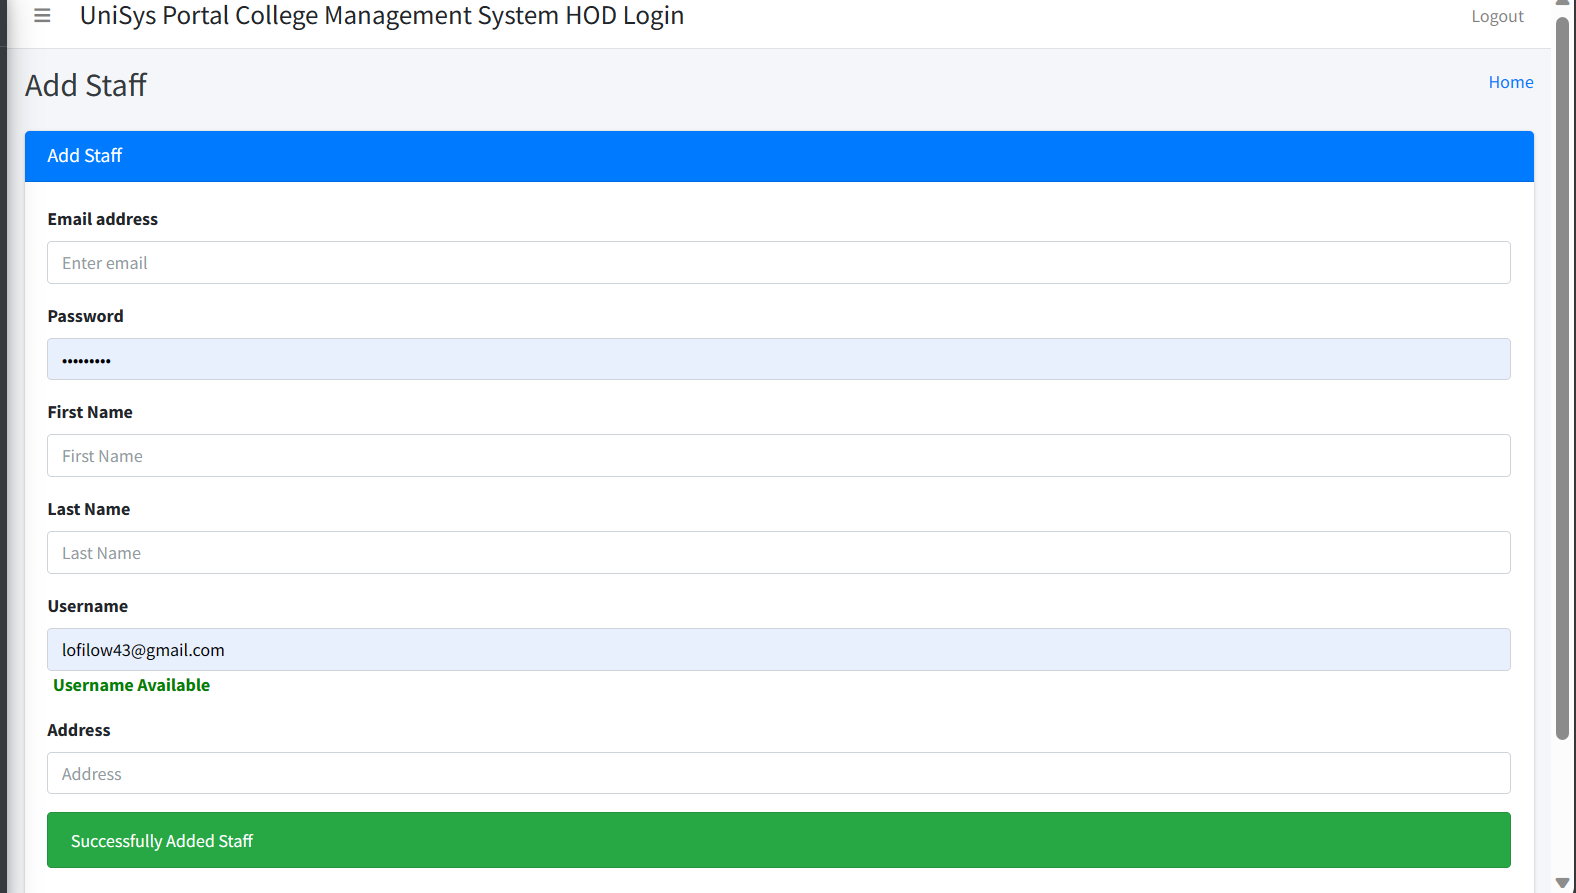 UniSys Portal College Management System HOD Login
Logout
Add Staff
Home
Add Staff
Email address
Enter email
Password
•••••••••
First Name
First Name
Last Name
Last Name
Username
lofilow43@gmail.com
Username Available
Address
Address
Successfully Added Staff